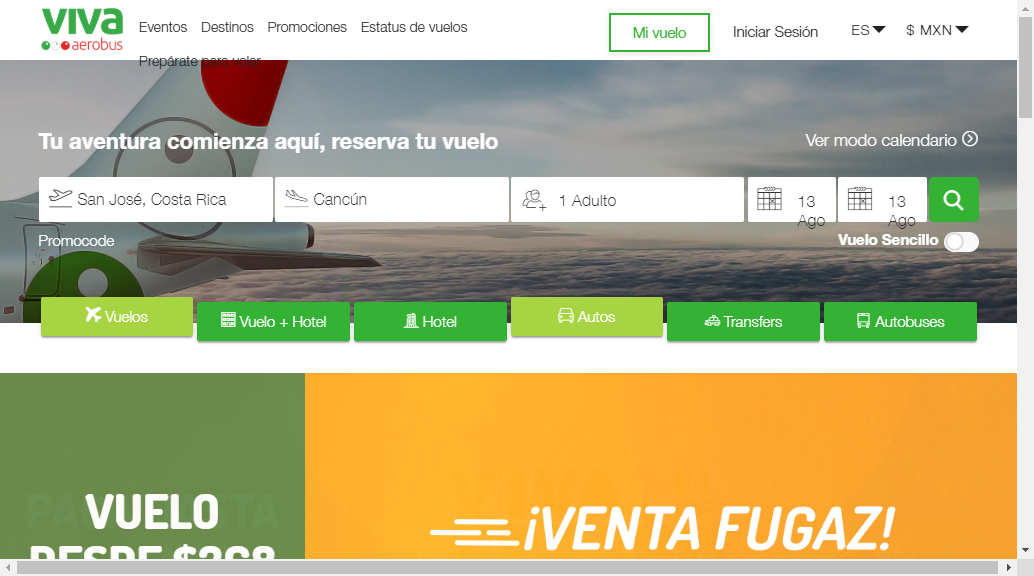 viva
aerobus
Eventos Destinos Promociones Estatus de vuelos
Prepárate para volar
Mi vuelo
Iniciar Sesión
ES
$ MXN
Tu aventura comienza aquí, reserva tu vuelo
Ver modo calendario
San José, Costa Rica
Cancún
1 Adulto
13
Ago
13
Ago
Promocode
Vuelo Sencillo
Vuelos
Vuelo + Hotel
Hotel
Autos
Transfers
Autobuses
VUELO
DESDE $268
¡VENTA FUGAZ!